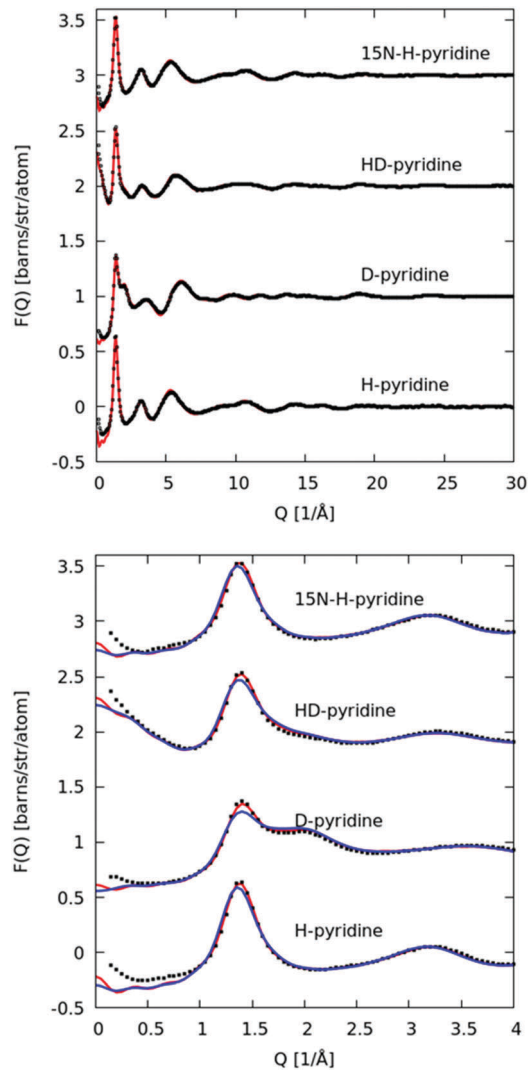 3.5
3
2.5
2
1.5
1
0.5
0
-0.5
15N-H-pyridine
HD-pyridine
D-pyridine
H-pyridine
F(Q) [barns/str/atom]
0 5 10 15 20 25 30
Q [1/Å]
3.5
3
2.5
2
1.5
1
0.5
0
-0.5
15N-H-pyridine
HD-pyridine
D-pyridine
H-pyridine
F(Q) [barns/str/atom]
0 0.5 1 1.5 2 2.5 3 3.5 4
Q [1/Å]